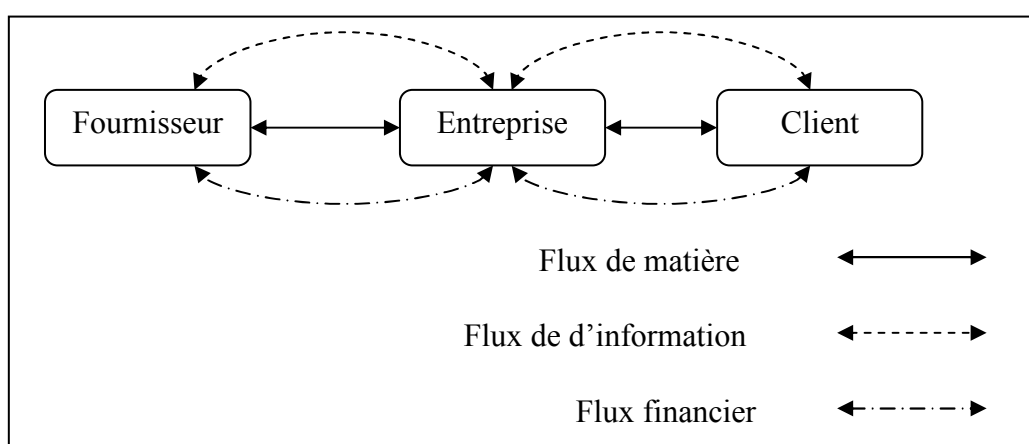 Fournisseur Entreprise Client
Flux de matière
Flux de d’information
Flux financier